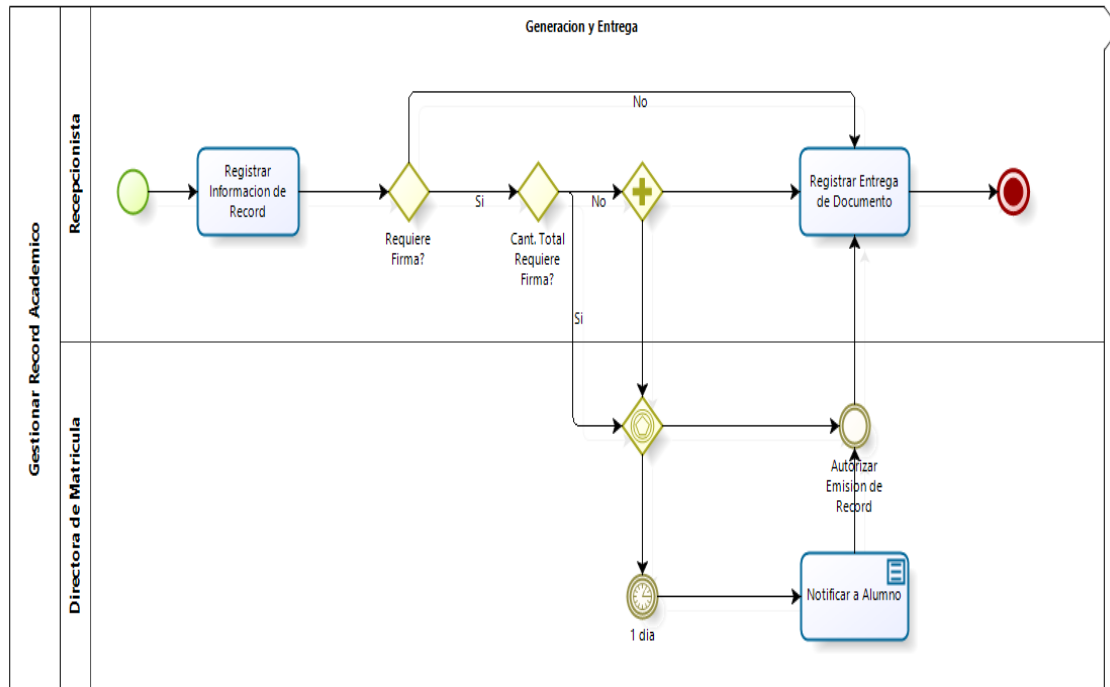 Generacion y Entrega
Gestionar Record Academico
Recepcionista
Registrar
Informacion de
Record
Requiere
Firma?
No
Si
Cant. Total
Requiere
Firma?
No
Si
Registrar Entrega
de Documento
Directora de Matricula
Autorizar
Emision de
Record
1 dia
Notificar a Alumno